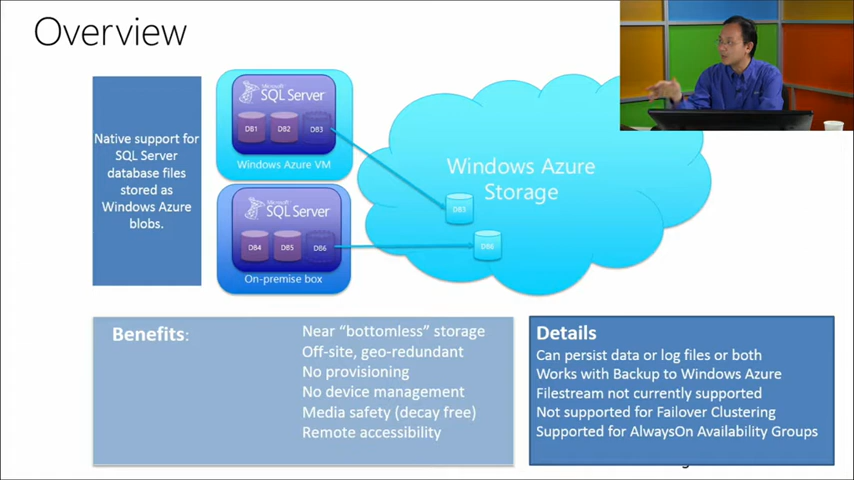 Overview
Native support for
SQL Server
database files
stored as
Windows Azure
blobs.
Microsoft
SQL Server
DB1 DB2 DB3
Windows Azure VM
Microsoft
SQL Server
DB4 DB5 DB6
On-premise box
Windows Azure
Storage
DB3
DB6
Benefits:
Near “bottomless” storage
Off-site, geo-redundant
No provisioning
No device management
Media safety (decay free)
Remote accessibility
Details
Can persist data or log files or both
Works with Backup to Windows Azure
Filestream not currently supported
Not supported for Failover Clustering
Supported for AlwaysOn Availability Groups